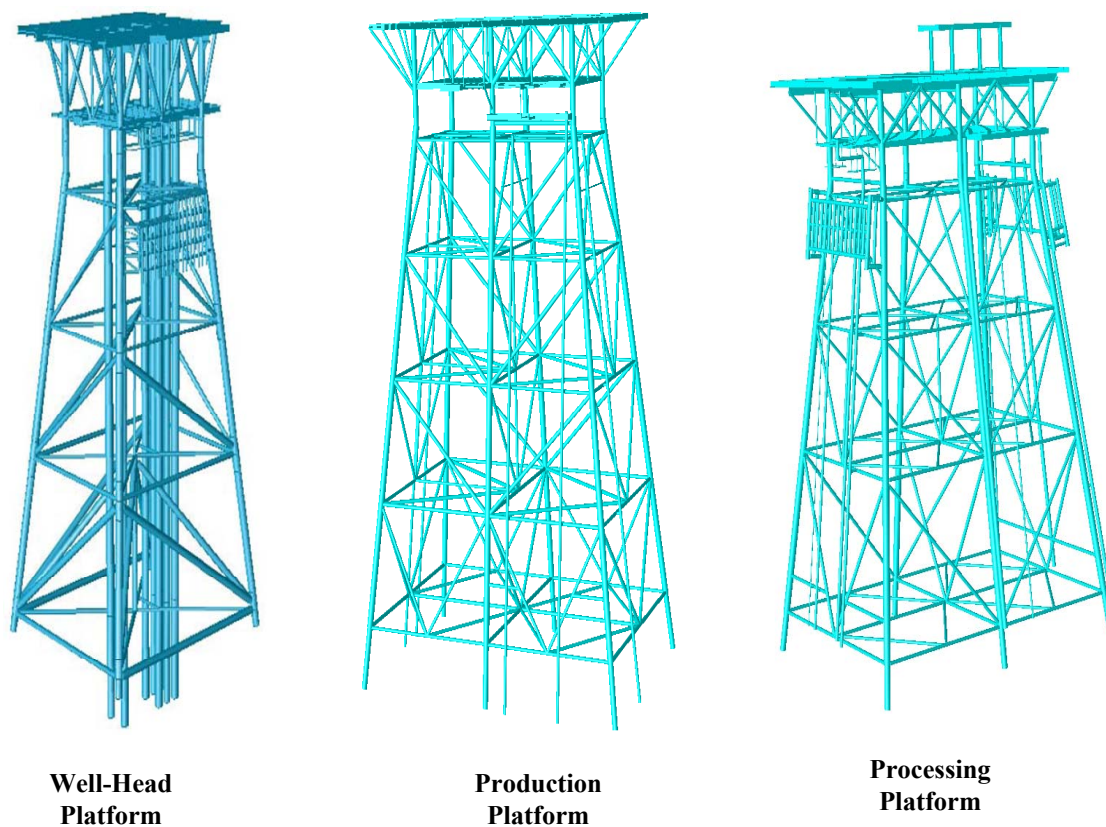 Well-Head
Platform
Production
Platform
Processing
Platform